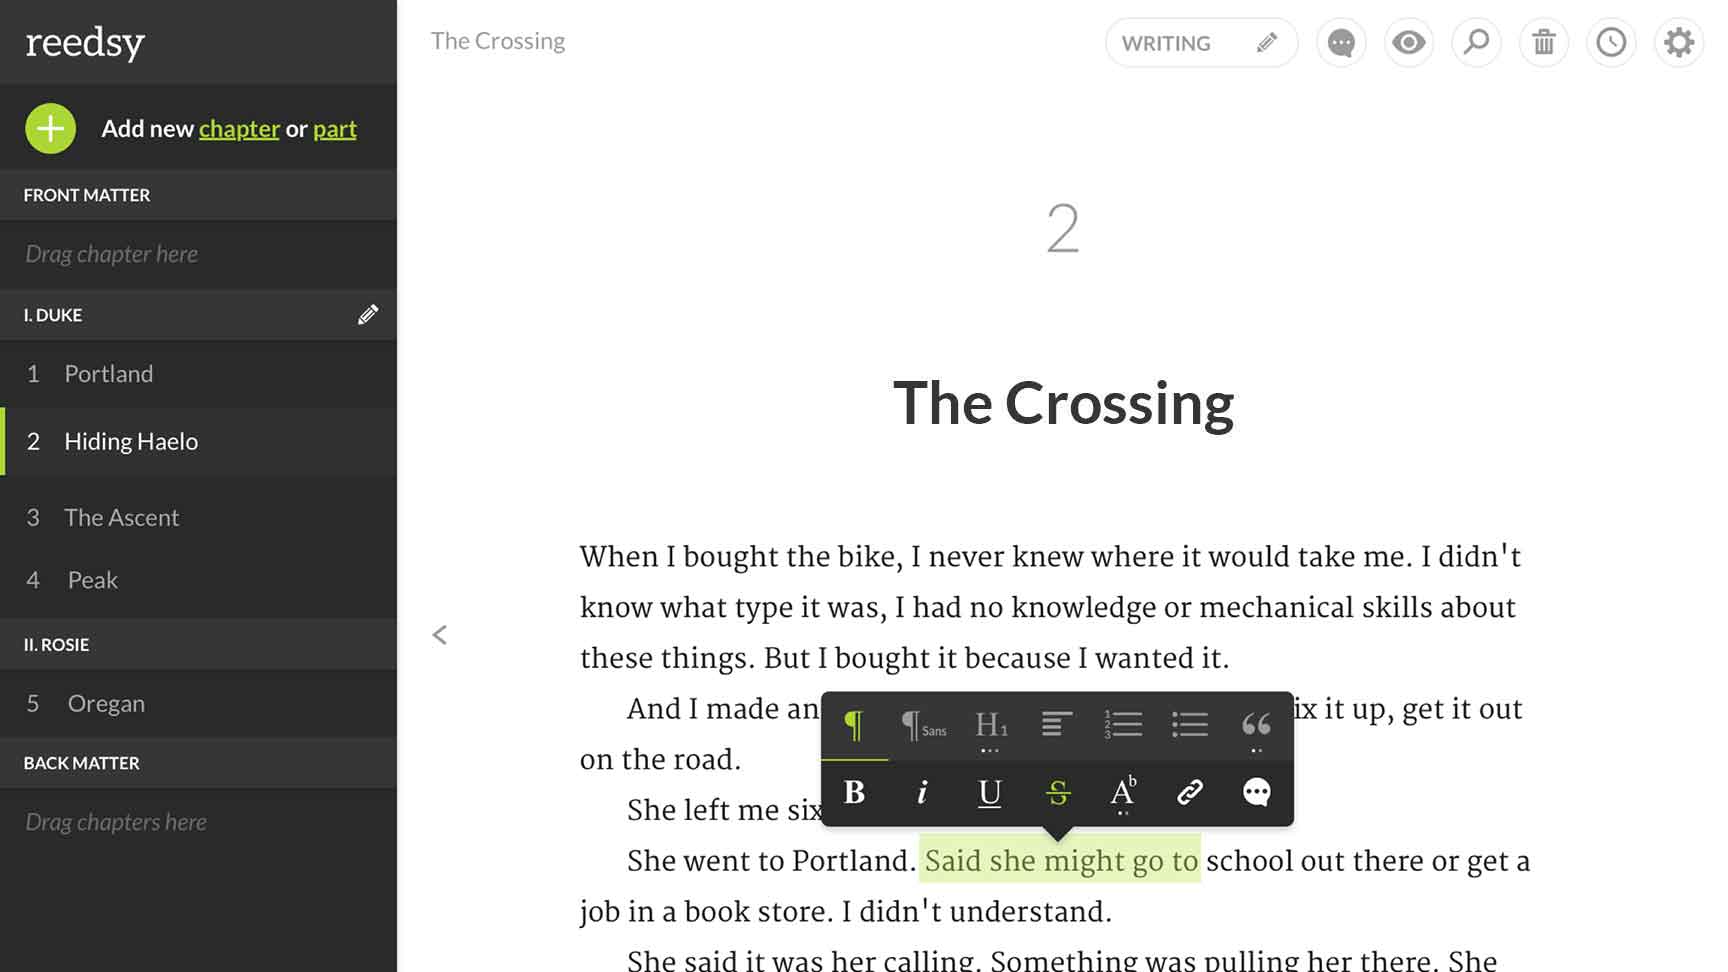 reedsy
Add new chapter or part
FRONT MATTER
Drag chapter here
I. DUKE
1 Portland
2 Hiding Haelo
3 The Ascent
4 Peak
II. ROSIE
5 Oregan
BACK MATTER
Drag chapters here
The Crossing
WRITING
2
The Crossing
When I bought the bike, I never knew where it would take me. I didn't
know what type it was, I had no knowledge or mechanical skills about
these things. But I bought it because I wanted it.
And I made an ix it up, get it out
on the road.
She left me six
She went to Portland. Said she might go to school out there or get a
job in a book store. I didn't understand.
She said it was her calling. Something was pulling her there. She
¶ ¶ Sans H1 1 2 3 “
B i U S Ab